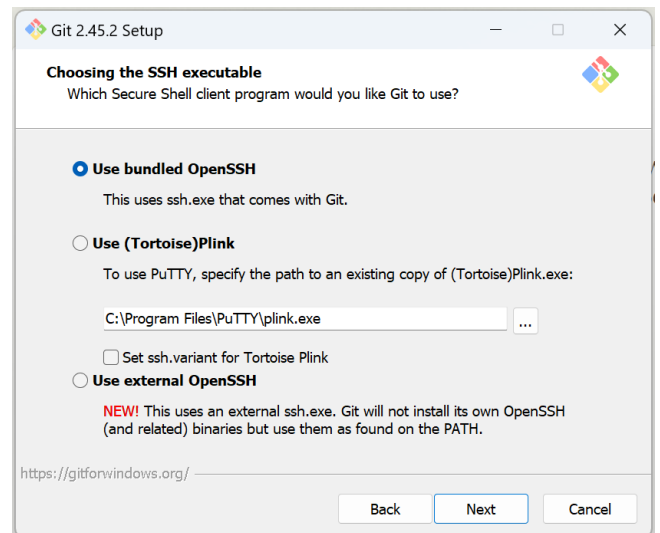 Git 2.45.2 Setup
Choosing the SSH executable
Which Secure Shell client program would you like Git to use?
Use bundled OpenSSH
This uses ssh.exe that comes with Git.
Use (Tortoise)Plink
To use PuTTY, specify the path to an existing copy of (Tortoise)Plink.exe:
C:\Program Files\PuTTY\plink.exe
...
Set ssh.variant for Tortoise Plink
Use external OpenSSH
NEW! This uses an external ssh.exe. Git will not install its own OpenSSH
(and related) binaries but use them as found on the PATH.
https://gitforwindows.org/
Back Next Cancel